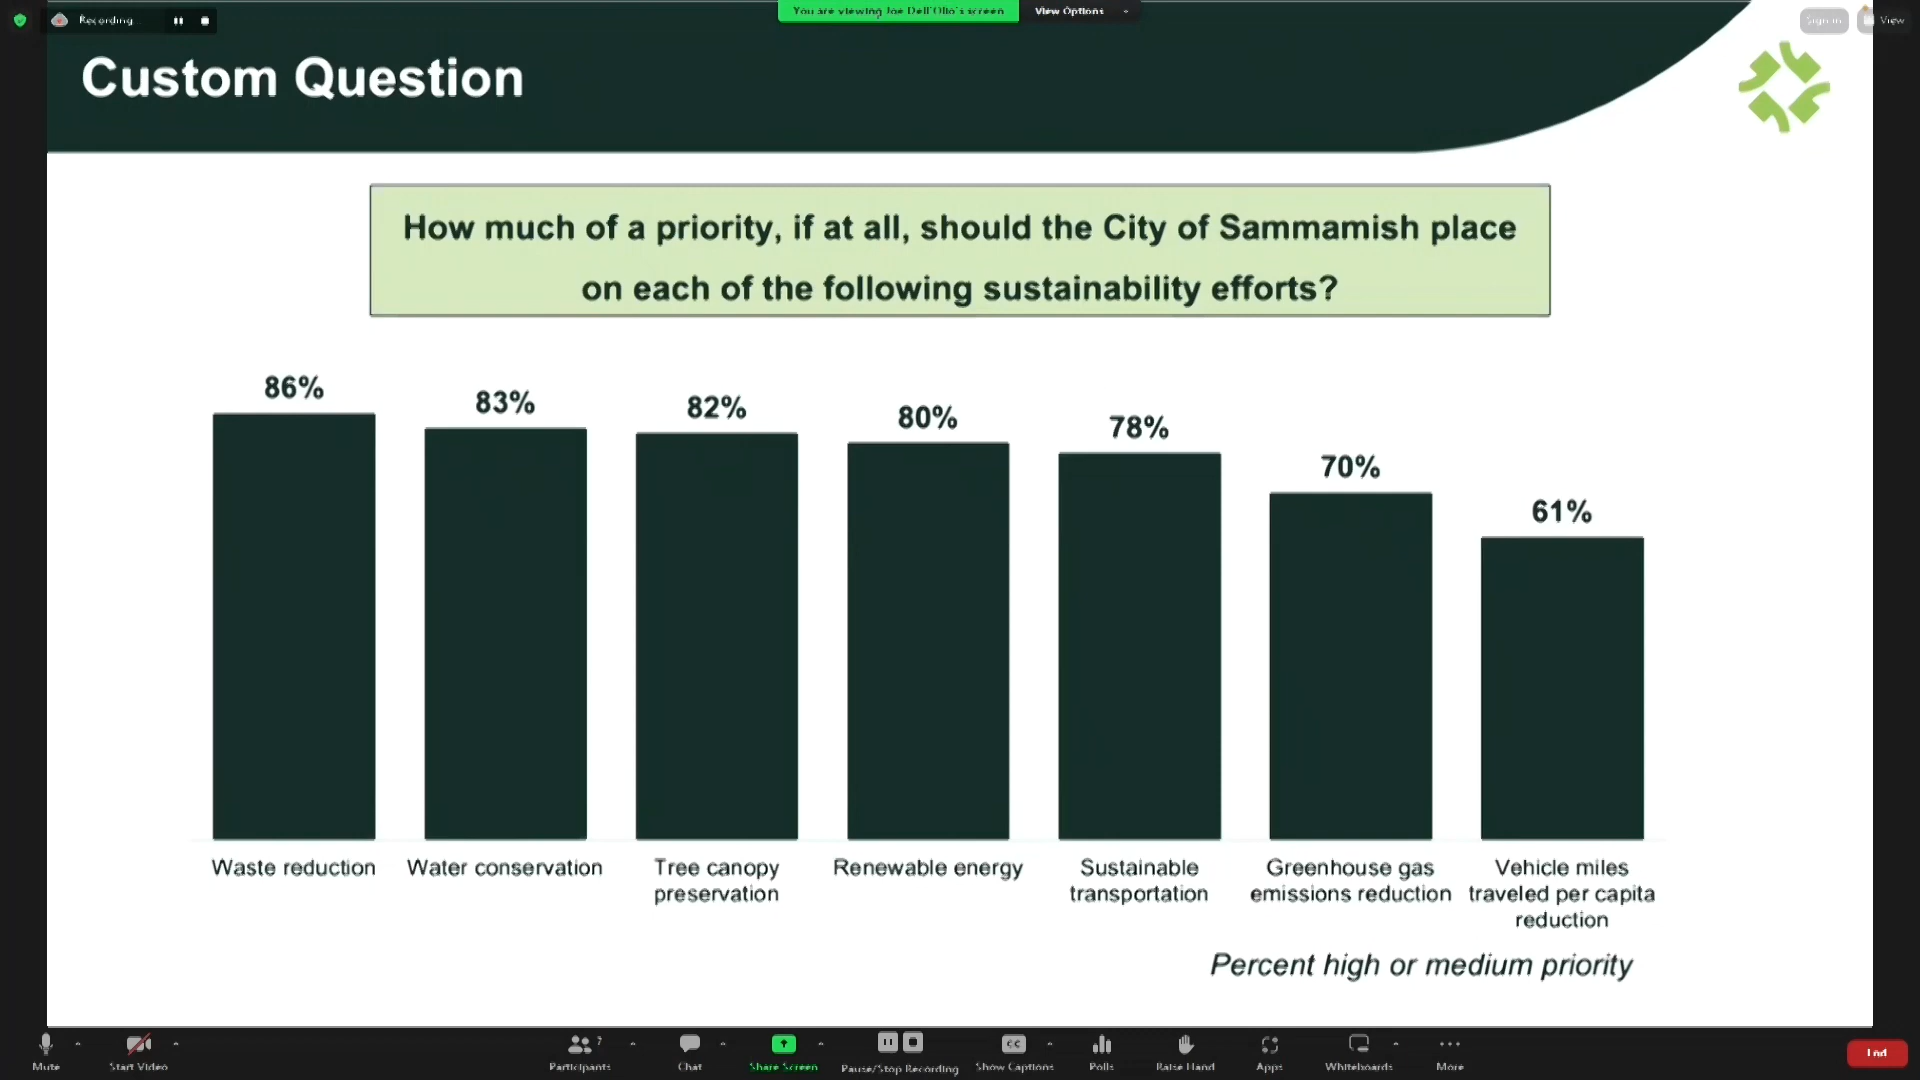 Recording
You are viewing Joe Dell'Olio's screen
View Options
Sign in
View
Custom Question
How much of a priority, if at all, should the City of Sammamish place
on each of the following sustainability efforts?
86%
83%
82%
80%
78%
70%
61%
Waste reduction
Water conservation
Tree canopy
preservation
Renewable energy
Sustainable
transportation
Greenhouse gas
emissions reduction
Vehicle miles
traveled per capita
reduction
Percent high or medium priority
Mute
Start Video
Participants
7
Chat
Share Screen
Pause/Stop Recording
CC
Show Captions
Polls
Raise Hand
Apps
Whiteboards
More
End